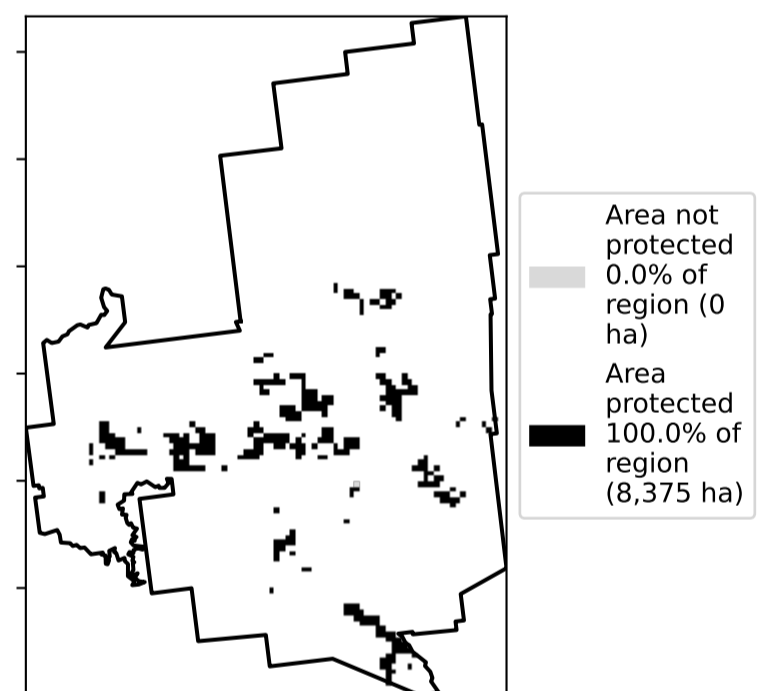 Area not
protected
0.0% of
region (0
ha)
Area
protected
100.0% of
region
(8,375 ha)